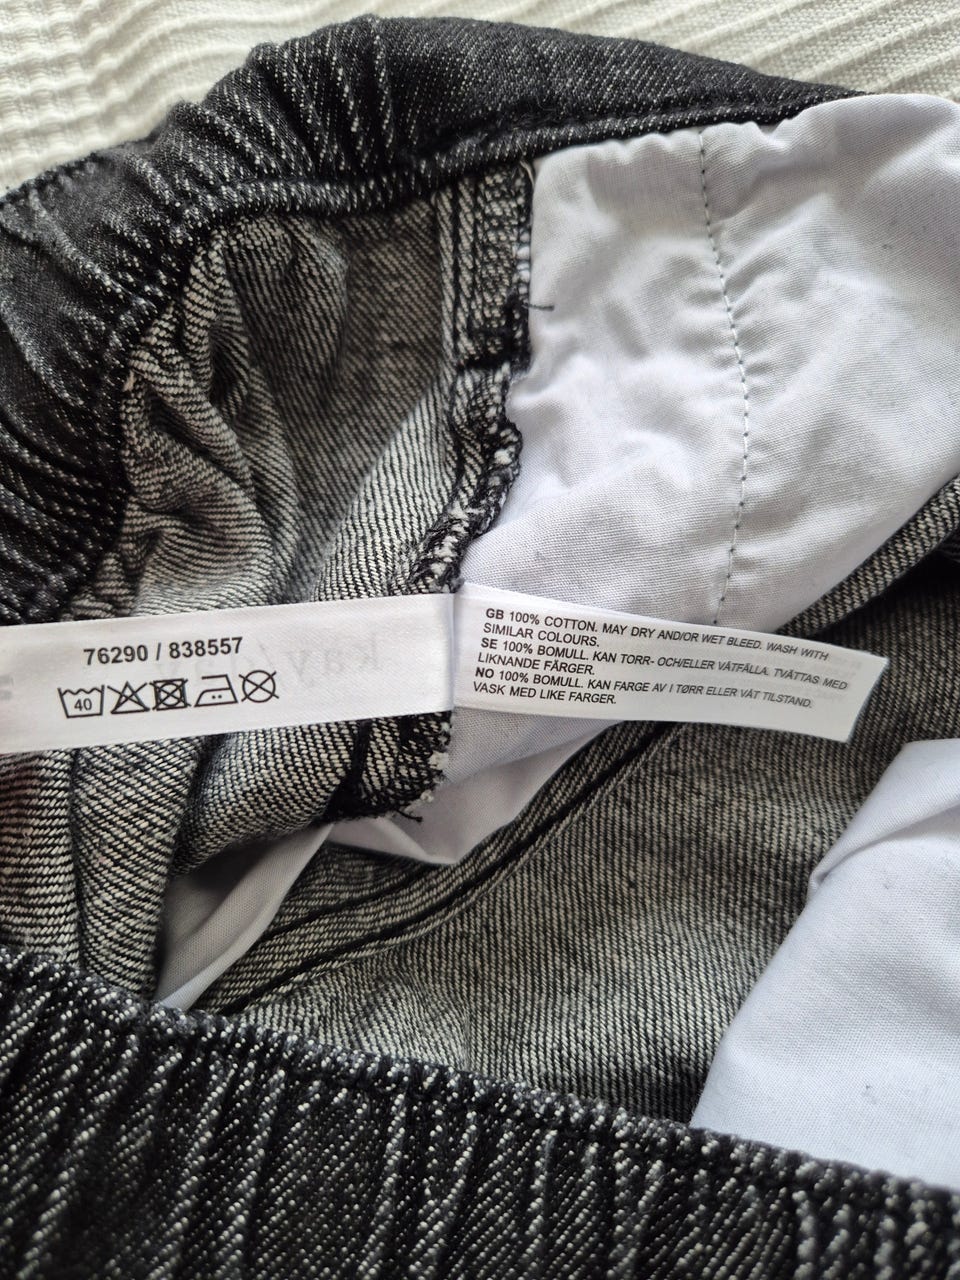 76290 / 838557
40
GB 100% COTTON. MAY DRY AND/OR WET BLEED. WASH WITH
SIMILAR COLOURS.
SE 100% BOMULL. KAN TORR- OCH/ELLER VÅTFÄLLA. TVÄTTAS MED
LIKNANDE FÄRGER.
NO 100% BOMULL. KAN FARGE AV I TØRR ELLER VÅT TILSTAND.
VASK MED LIKE FARGER.